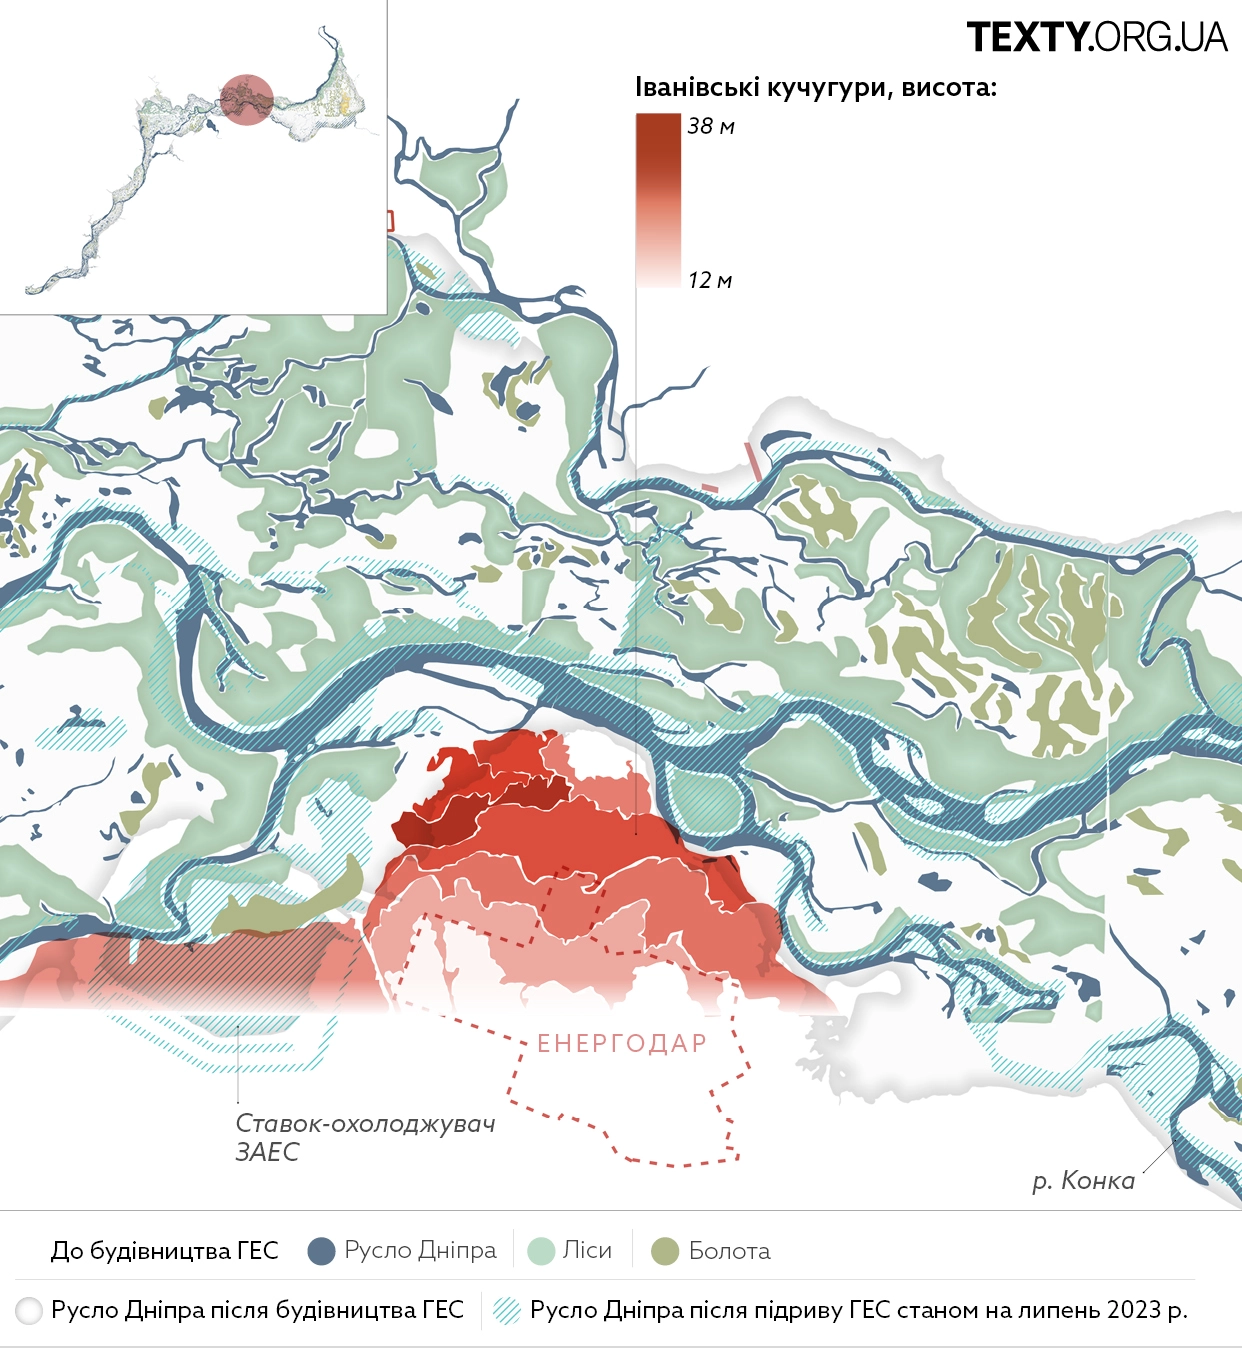 TEXTY.ORG.UA
Іванівські кучугури, висота:
38 м
12 м
ЕНЕРГОДАР
Ставок-охолоджувач
ЗАЕС
р. Конка
До будівництва ГЕС
Русло Дніпра
Ліси
Болота
Русло Дніпра після будівництва ГЕС
Русло Дніпра після підриву ГЕС станом на липень 2023 р.